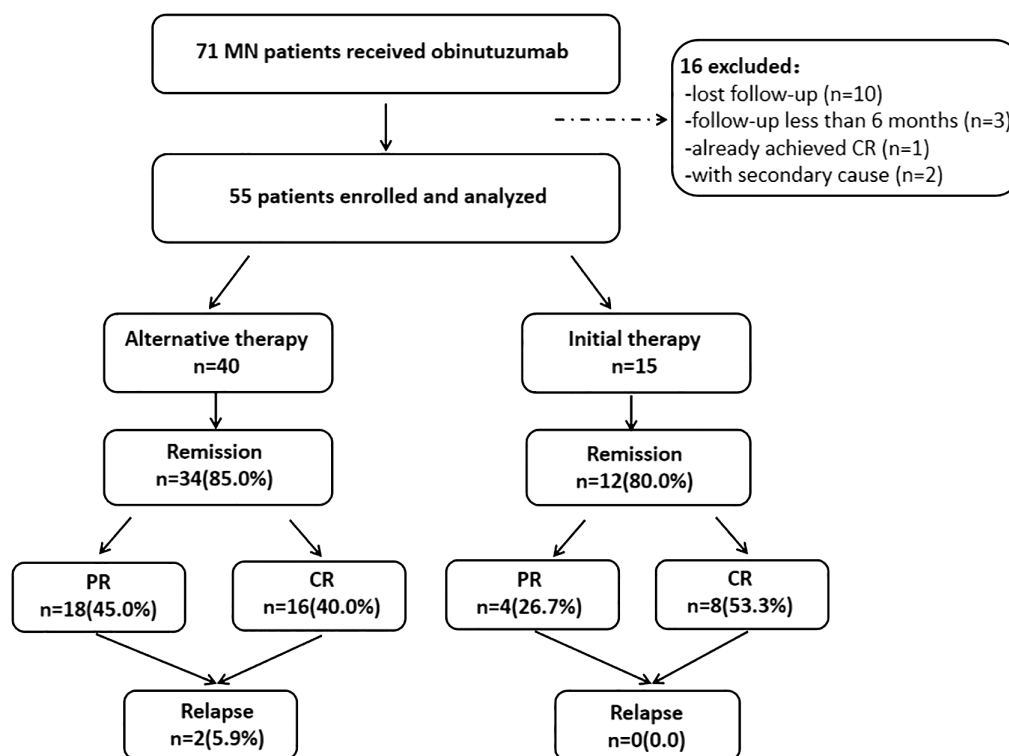 71 MN patients received obinutuzumab
16 excluded：
-lost follow-up (n=10)
-follow-up less than 6 months (n=3)
-already achieved CR (n=1)
-with secondary cause (n=2)
55 patients enrolled and analyzed
Alternative therapy
n=40
Initial therapy
n=15
Remission
n=34(85.0%)
Remission
n=12(80.0%)
PR
n=18(45.0%)
CR
n=16(40.0%)
PR
n=4(26.7%)
CR
n=8(53.3%)
Relapse
n=2(5.9%)
Relapse
n=0(0.0)